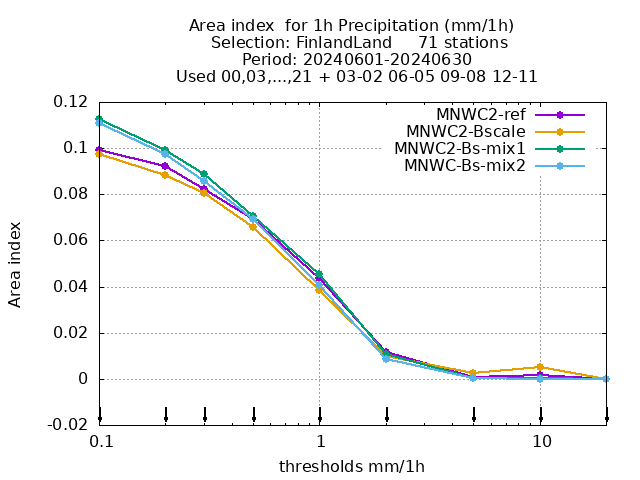 Area index  for 1h Precipitation (mm/1h)
Selection: FinlandLand     71 stations
Period: 20240601-20240630
Used 00,03,...,21 + 03-02 06-05 09-08 12-11
MNWC2-ref
MNWC2-Bscale
MNWC2-Bs-mix1
MNWC-Bs-mix2
0.12
0.1
0.08
0.06
0.04
0.02
0
-0.02
Area index
0.1 1 10
thresholds mm/1h